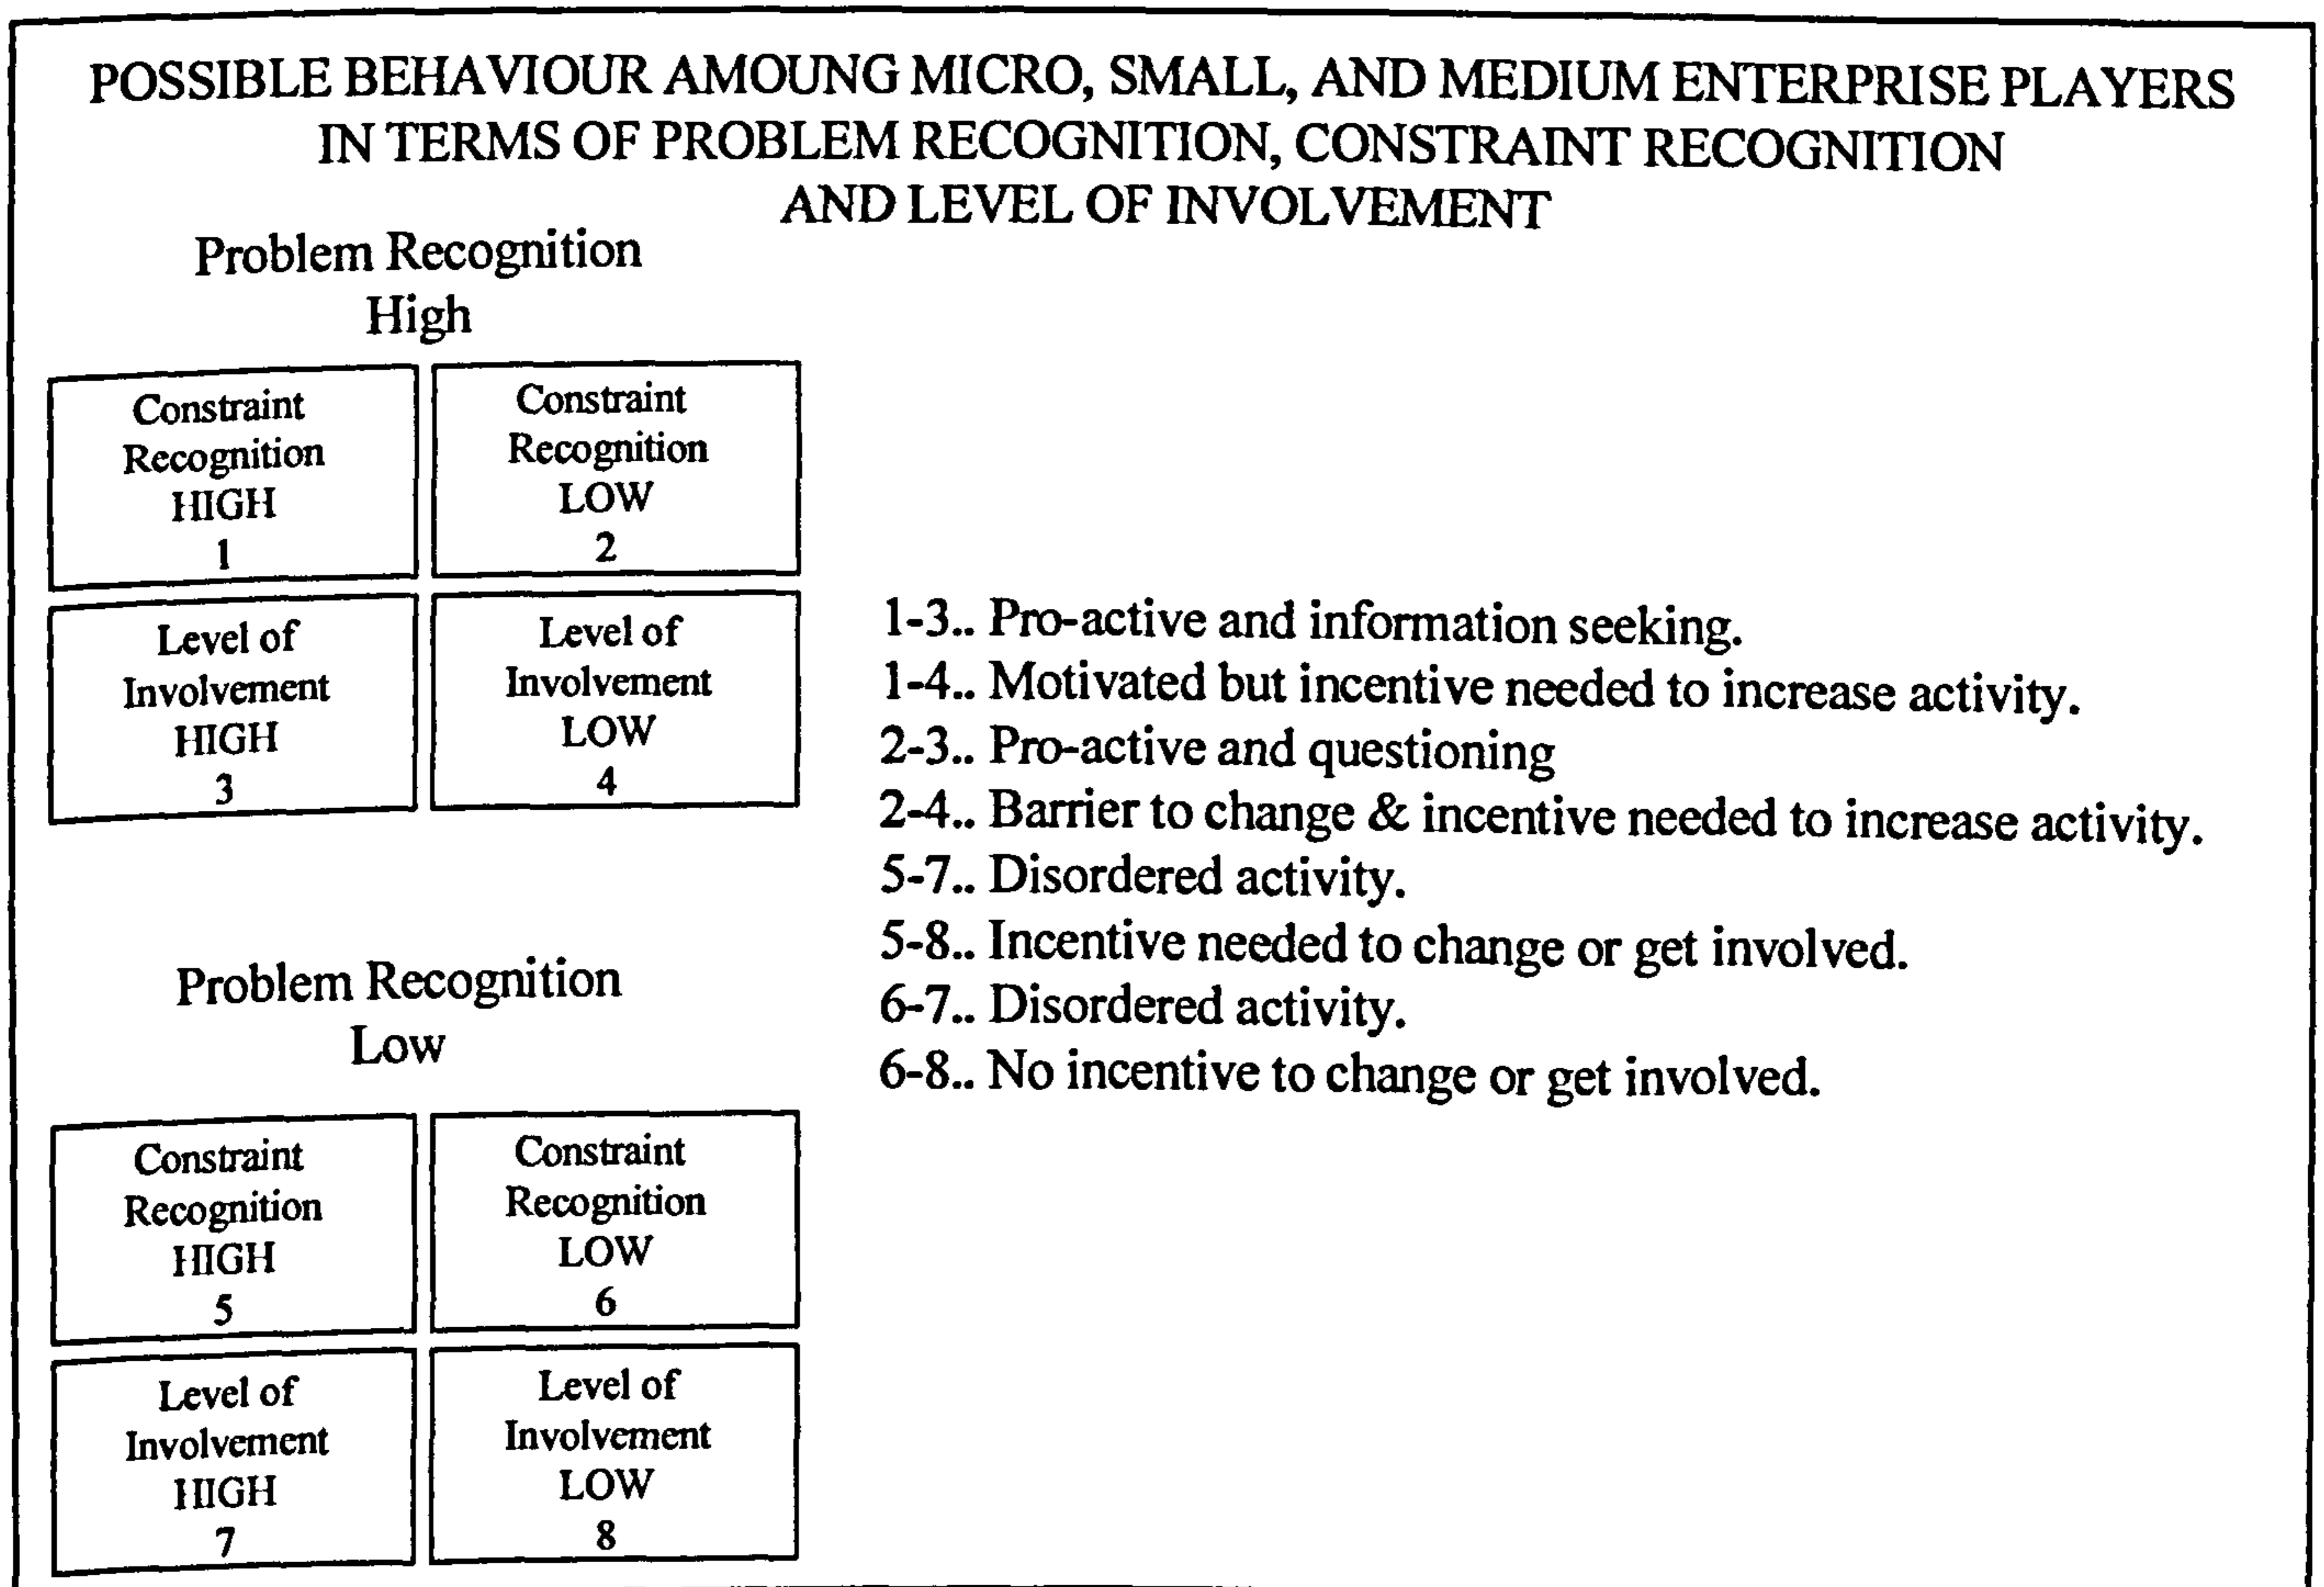 POSSIBLE BEHAVIOUR AMOUNG MICRO, SMALL, AND MEDIUM ENTERPRISE PLAYERS
IN TERMS OF PROBLEM RECOGNITION, CONSTRAINT RECOGNITION
AND LEVEL OF INVOLVEMENT
Problem Recognition
High
Constraint
Recognition
HIGH
1
Constraint
Recognition
LOW
2
Level of
Involvement
HIGH
3
Level of
Involvement
LOW
4
1-3.. Pro-active and information seeking.
1-4.. Motivated but incentive needed to increase activity.
2-3.. Pro-active and questioning
2-4.. Barrier to change & incentive needed to increase activity.
5-7.. Disordered activity.
5-8.. Incentive needed to change or get involved.
6-7.. Disordered activity.
6-8.. No incentive to change or get involved.
Problem Recognition
Low
Constraint
Recognition
HIGH
5
Constraint
Recognition
LOW
6
Level of
Involvement
HIGH
7
Level of
Involvement
LOW
8